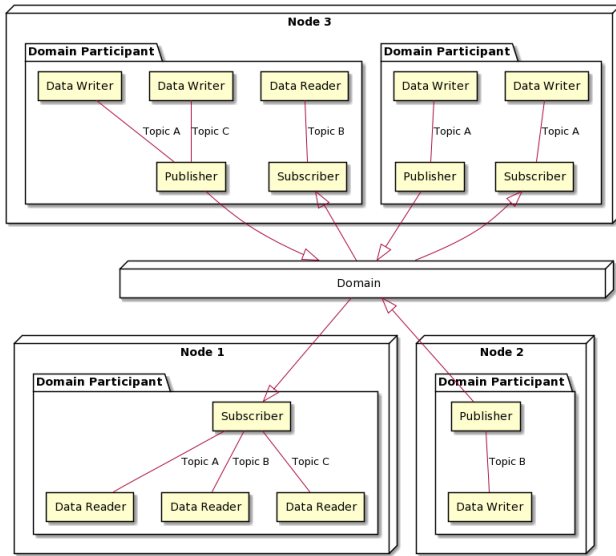 Node 3
Domain Participant
Domain Participant
Data Writer
Data Writer
Data Reader
Data Writer
Data Writer
Topic A
Topic C
Topic B
Topic A
Topic A
Publisher
Subscriber
Publisher
Subscriber
Domain
Node 1
Node 2
Domain Participant
Domain Participant
Subscriber
Publisher
Topic A
Topic B
Topic C
Topic B
Data Reader
Data Reader
Data Reader
Data Writer